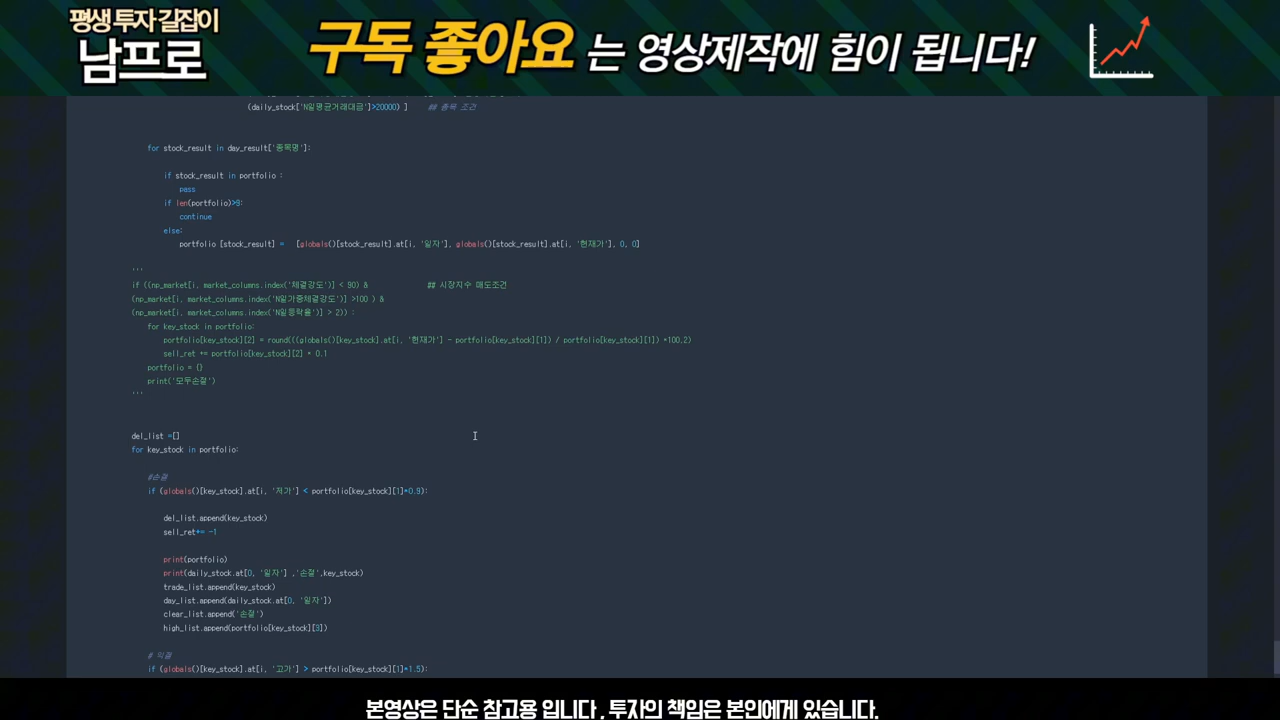 평생 투자 길잡이
남프로
구독 좋아요 는 영상제작에 힘이 됩니다!
(daily_stock['N일평균거래대금']>20000) ]    ## 종목 조건
for stock_result in day_result['종목명']:
if stock_result in portfolio :
pass
if len(portfolio)>9:
continue
else:
portfolio [stock_result] =   [globals()[stock_result].at[i, '일자'], globals()[stock_result].at[i, '현재가'], 0, 0]
'''
if ((np_market[i, market_columns.index('체결강도')] < 90) &               ## 시장지수 매도조건
(np_market[i, market_columns.index('N일가중체결강도')] >100 ) &
(np_market[i, market_columns.index('N일등락율')] > 2)) :
for key_stock in portfolio:
portfolio[key_stock][2] = round(((globals()[key_stock].at[i, '현재가'] - portfolio[key_stock][1]) / portfolio[key_stock][1]) *100,2)
sell_ret += portfolio[key_stock][2] * 0.1
portfolio = {}
print('모두손절')
'''
del_list =[]
for key_stock in portfolio:
#손절
if (globals()[key_stock].at[i, '저가'] < portfolio[key_stock][1]*0.9):
del_list.append(key_stock)
sell_ret+= -1
print(portfolio)
print(daily_stock.at[0, '일자'] ,'손절',key_stock)
trade_list.append(key_stock)
day_list.append(daily_stock.at[0, '일자'])
clear_list.append('손절')
high_list.append(portfolio[key_stock][3])
# 익절
if (globals()[key_stock].at[i, '고가'] > portfolio[key_stock][1]*1.5):
본영상은 단순 참고용 입니다 , 투자의 책임은 본인에게 있습니다.